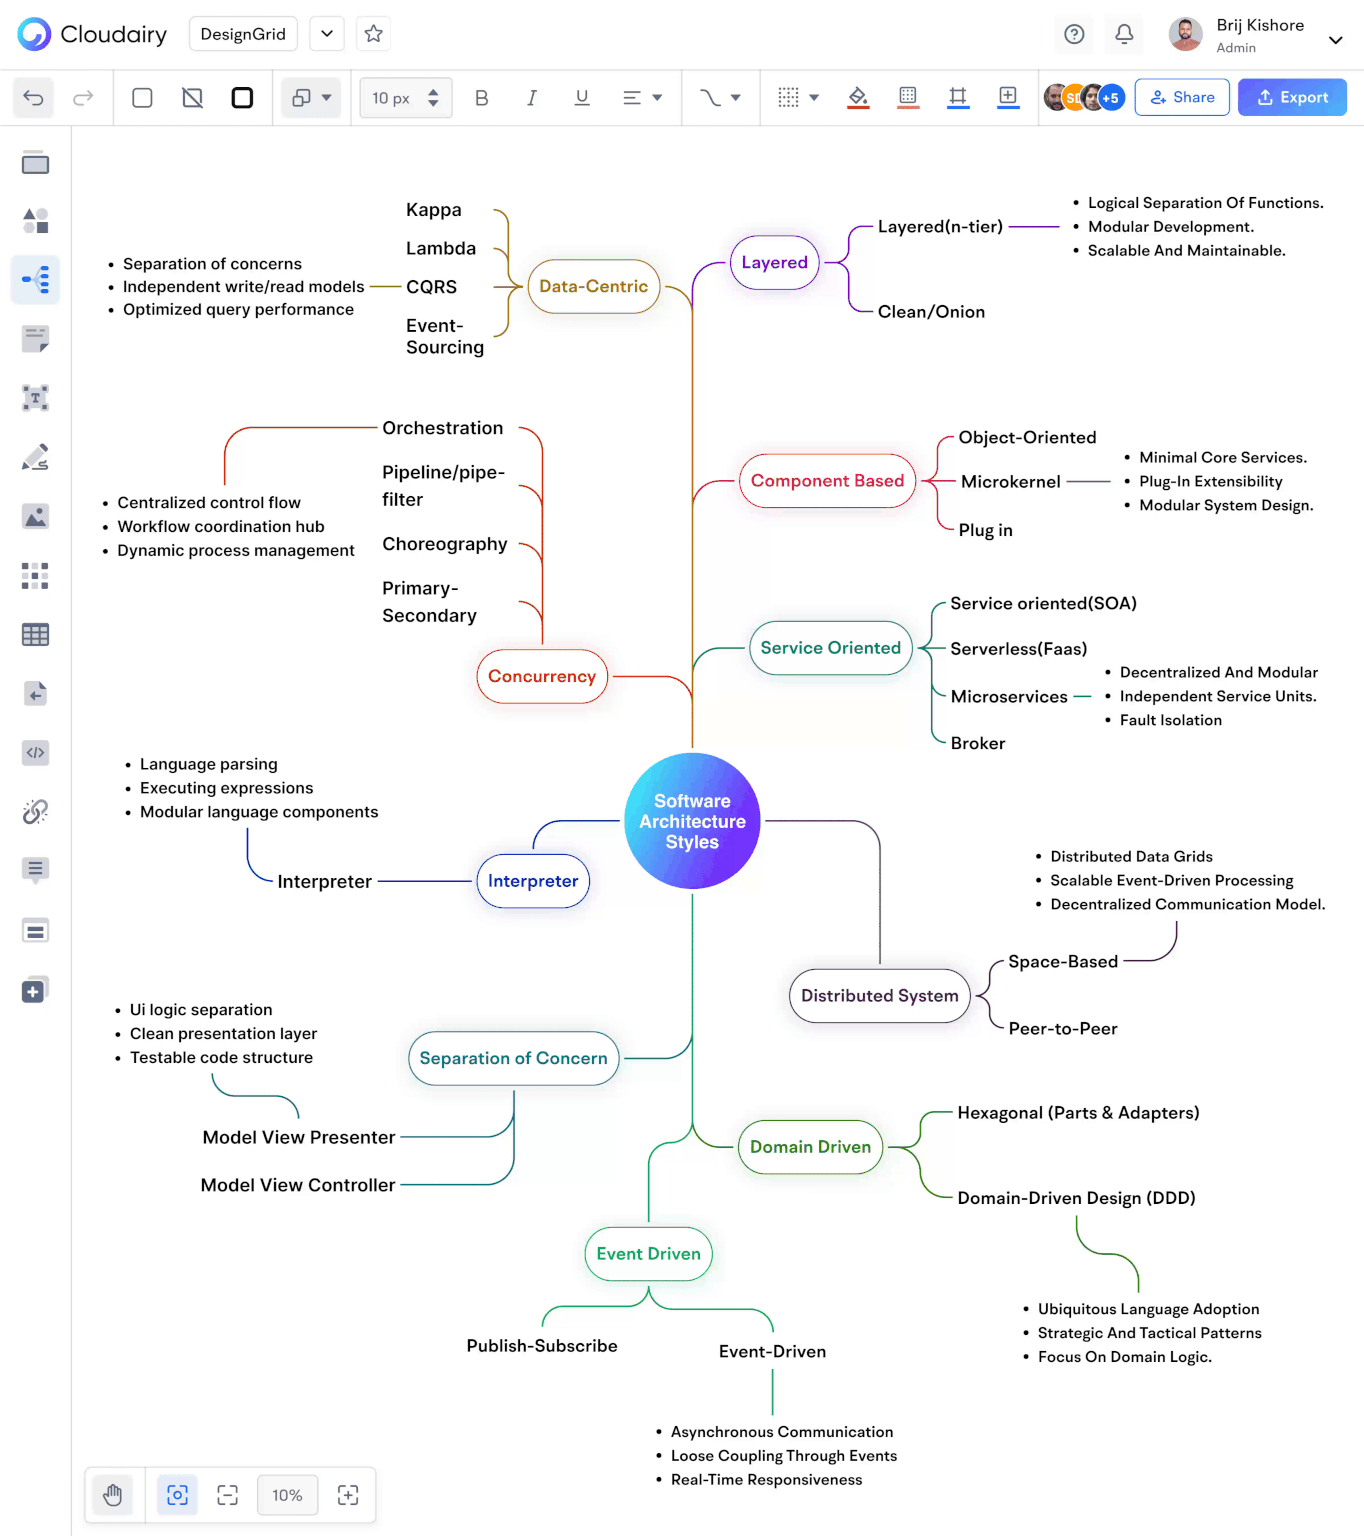 Cloudairy
DesignGrid
Brij Kishore
Admin
10 px
B
I
U
SD
+5
Share
Export
Kappa
Lambda
CQRS
Event-
Sourcing
Separation of concerns
Independent write/read models
Optimized query performance
Data-Centric
Layered
Layered(n-tier)
Clean/Onion
Logical Separation Of Functions.
Modular Development.
Scalable And Maintainable.
Orchestration
Pipeline/pipe-
filter
Choreography
Primary-
Secondary
Centralized control flow
Workflow coordination hub
Dynamic process management
Concurrency
Component Based
Object-Oriented
Microkernel
Plug in
Minimal Core Services.
Plug-In Extensibility
Modular System Design.
Service Oriented
Service oriented(SOA)
Serverless(Faas)
Microservices
Broker
Decentralized And Modular
Independent Service Units.
Fault Isolation
Language parsing
Executing expressions
Modular language components
Interpreter
Interpreter
Software
Architecture
Styles
Distributed Data Grids
Scalable Event-Driven Processing
Decentralized Communication Model.
Distributed System
Space-Based
Peer-to-Peer
Ui logic separation
Clean presentation layer
Testable code structure
Separation of Concern
Model View Presenter
Model View Controller
Domain Driven
Hexagonal (Parts & Adapters)
Domain-Driven Design (DDD)
Ubiquitous Language Adoption
Strategic And Tactical Patterns
Focus On Domain Logic.
Event Driven
Publish-Subscribe
Event-Driven
Asynchronous Communication
Loose Coupling Through Events
Real-Time Responsiveness
10%